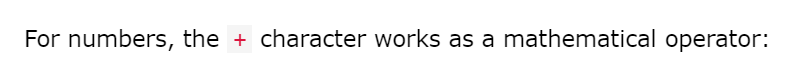 For numbers, the + character works as a mathematical operator: